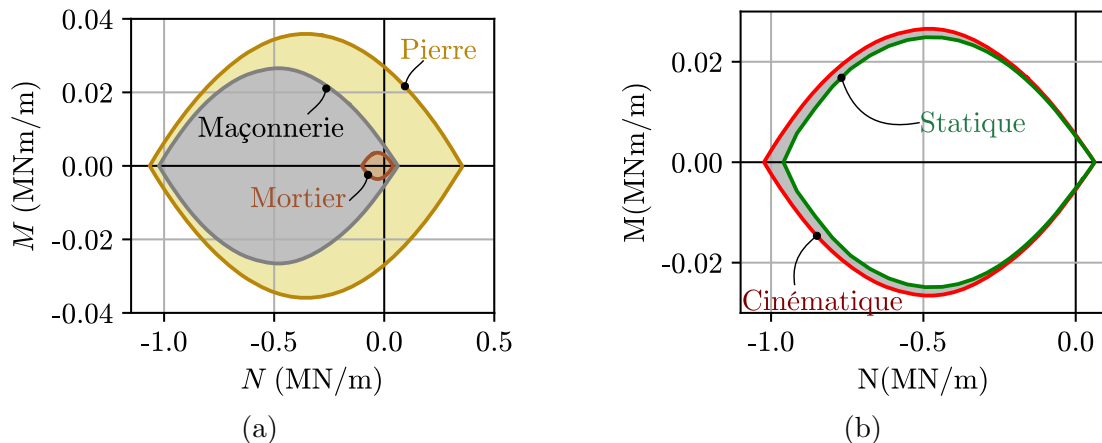 0.04
0.02
0.00
-0.02
-0.04
M (MNm/m)
Pierre
Maçonnerie
Mortier
-1.0
-0.5
0.0
0.5
N (MN/m)
(a)
0.02
0.00
-0.02
M(MNm/m)
Statique
Cinématique
-1.0
-0.5
0.0
N(MN/m)
(b)